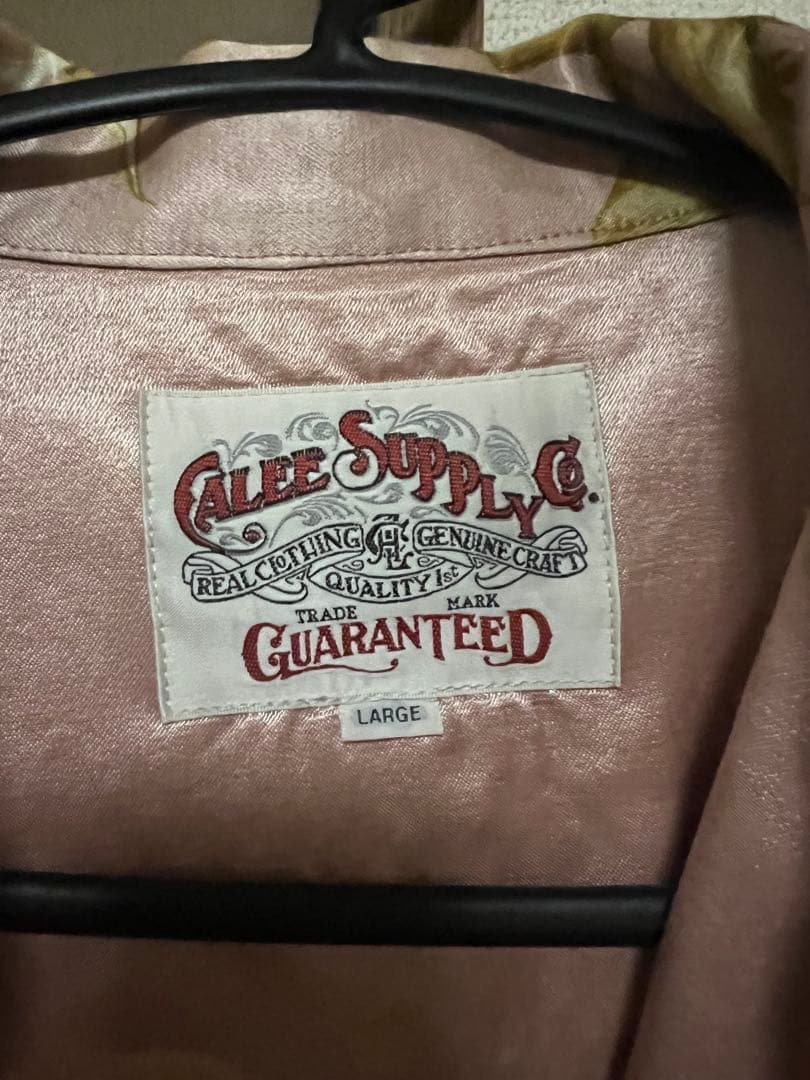 CALEE SUPPLY CO.
REAL CLOTHING GENUINE CRAFT
QUALITY 1st
TRADE MARK
GUARANTEED
LARGE